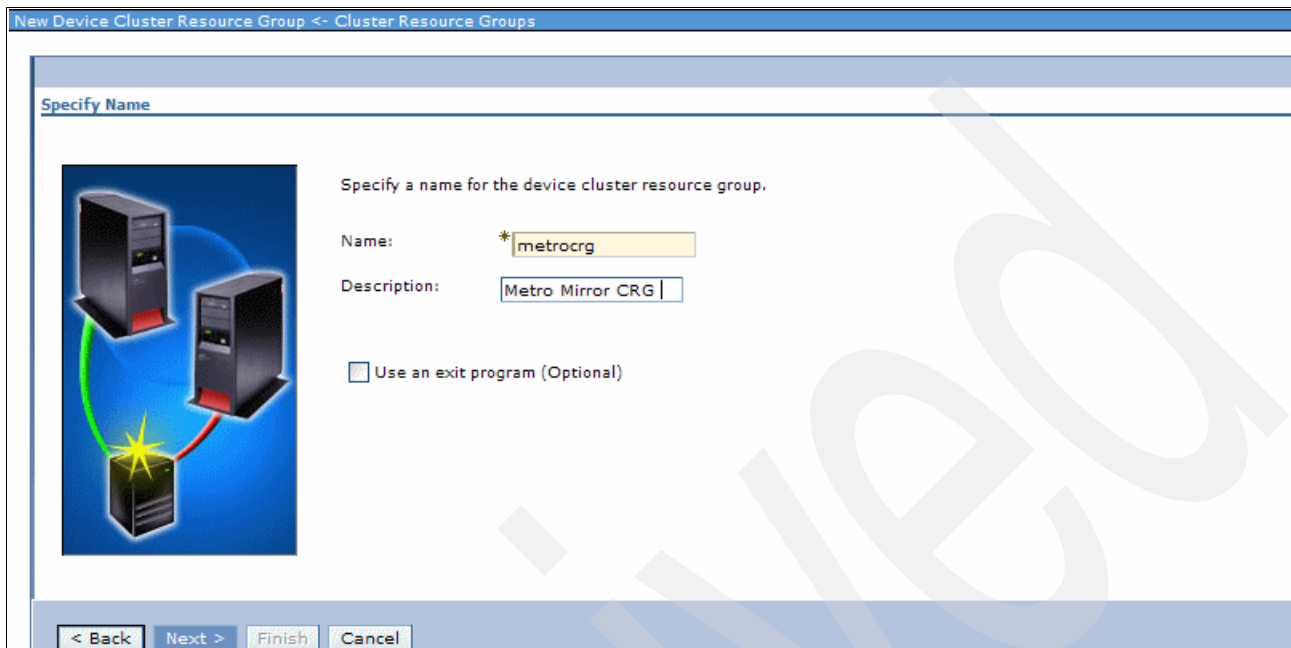 New Device Cluster Resource Group <- Cluster Resource Groups
Specify Name
Specify a name for the device cluster resource group.
Name: * metrocrg
Description: Metro Mirror CRG
Use an exit program (Optional)
< Back Next > Finish Cancel
ived